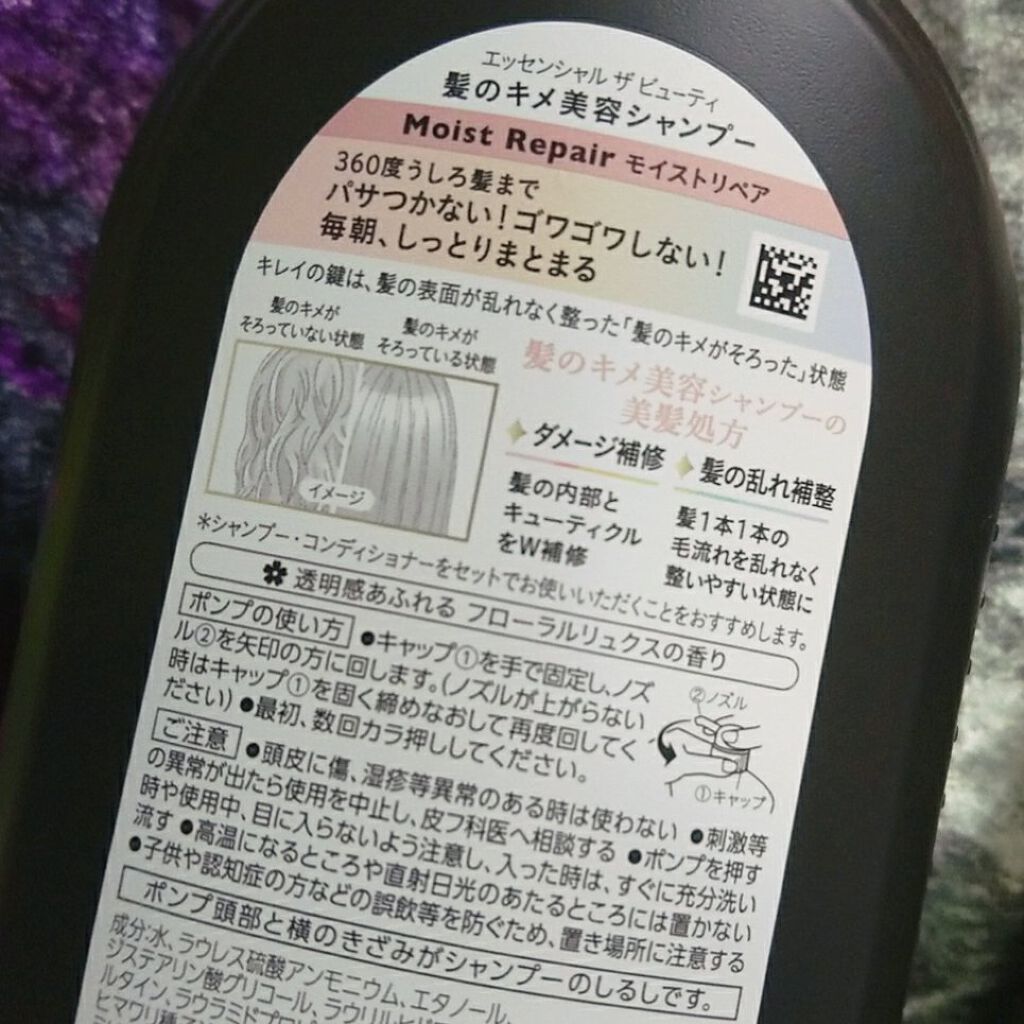 エッセンシャル ザ ビューティ
髪のキメ美容シャンプー
Moist Repair モイストリペア
360度うしろ髪まで
パサつかない!ゴワゴワしない!
毎朝、しっとりまとまる
キレイの鍵は、髪の表面が乱れなく整った「髪のキメがそろった」状態
髪のキメが
そろっていない状態
髪のキメが
そろっている状態
イメージ
髪のキメ美容シャンプーの
美髪処方
ダメージ補修
髪の内部と
キューティクル
をW補修
髪の乱れ補整
髪1本1本の
毛流れを乱れなく
整いやすい状態に
*シャンプー・コンディショナーをセットでお使いいただくことをおすすめします。
透明感あふれる フローラルリュクスの香り
ポンプの使い方 ●キャップ①を手で固定し、ノズ
ル②を矢印の方に回します。(ノズルが上がらない
時はキャップ①を固く締めなおして再度回してく
ださい) ●最初、数回カラ押ししてください。
②ノズル
①キャップ
ご注意 ●頭皮に傷、湿疹等異常のある時は使わない ●刺激等
の異常が出たら使用を中止し、皮フ科医へ相談する ●ポンプを押す
時や使用中、目に入らないよう注意し、入った時は、すぐに充分洗い
流す ●高温になるところや直射日光のあたるところには置かない
●子供や認知症の方などの誤飲等を防ぐため、置き場所に注意する
ポンプ頭部と横のきざみがシャンプーのしるしです。
成分:水、ラウレス硫酸アンモニウム、エタノール、
ジステアリン酸グリコール、ラウリルヒド
ルタイン、ラウラミドプロピ
ヒマワリ種子